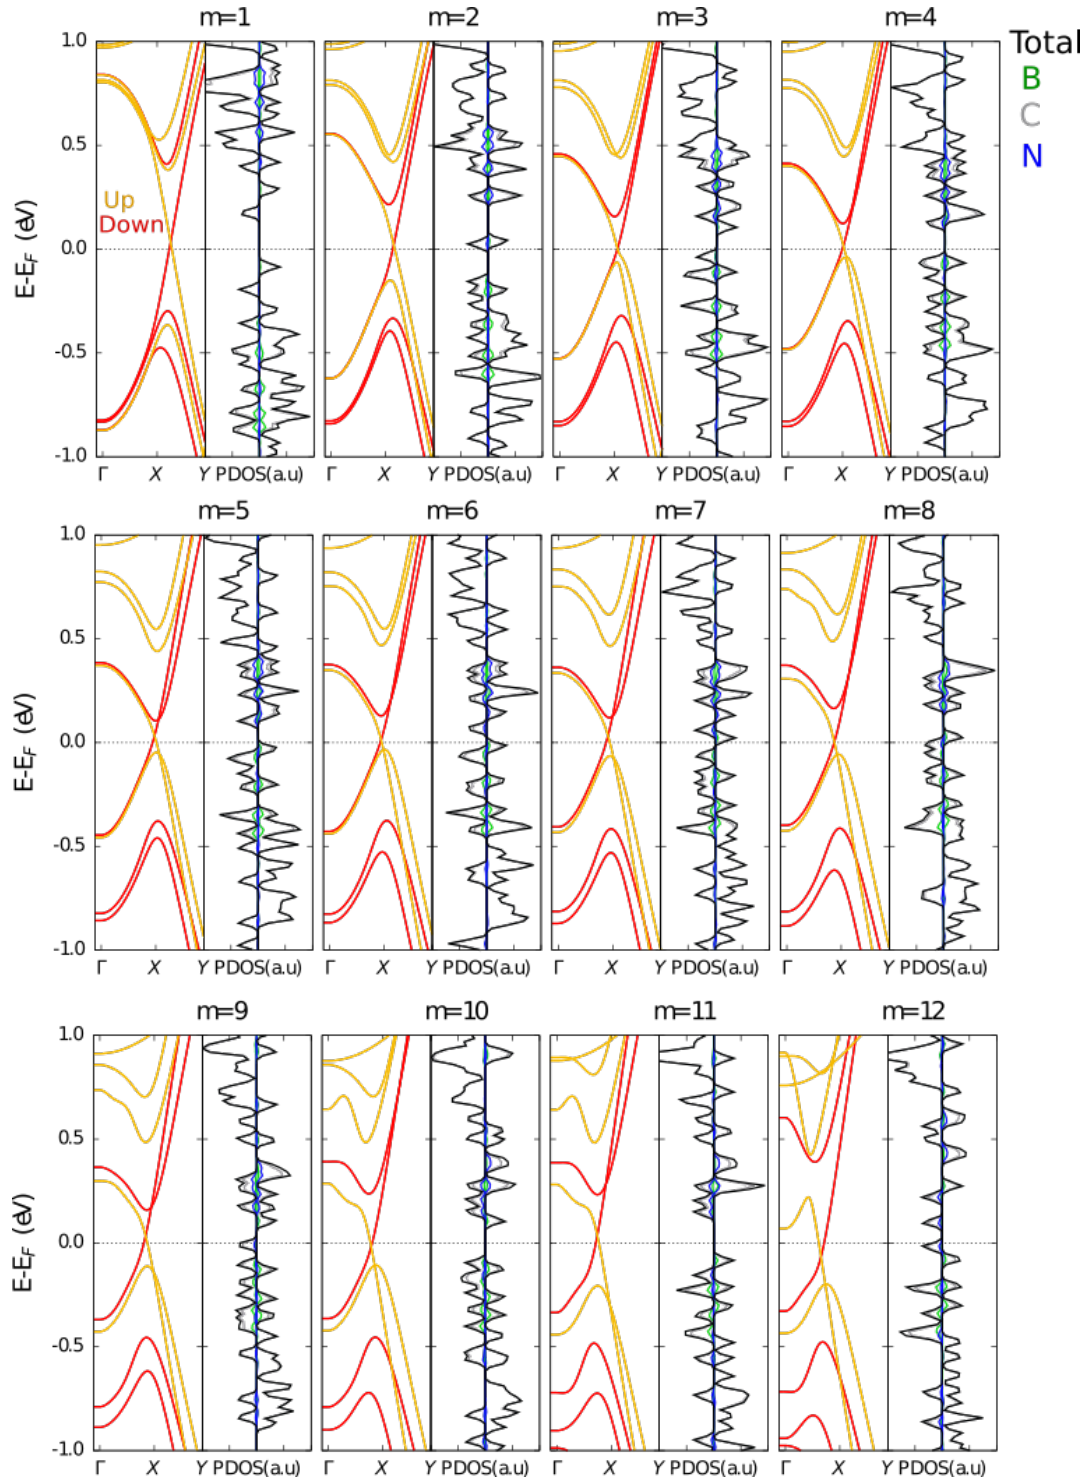 m=1 m=2 m=3 m=4
Total
B
C
N
1.0
0.5
0.0
-0.5
-1.0
E-E_F (eV)
Up
Down
Γ X Y PDOS(a.u) Γ X Y PDOS(a.u) Γ X Y PDOS(a.u) Γ X Y PDOS(a.u)
m=5 m=6 m=7 m=8
1.0
0.5
0.0
-0.5
-1.0
E-E_F (eV)
Γ X Y PDOS(a.u) Γ X Y PDOS(a.u) Γ X Y PDOS(a.u) Γ X Y PDOS(a.u)
m=9 m=10 m=11 m=12
1.0
0.5
0.0
-0.5
-1.0
E-E_F (eV)
Γ X Y PDOS(a.u) Γ X Y PDOS(a.u) Γ X Y PDOS(a.u) Γ X Y PDOS(a.u)